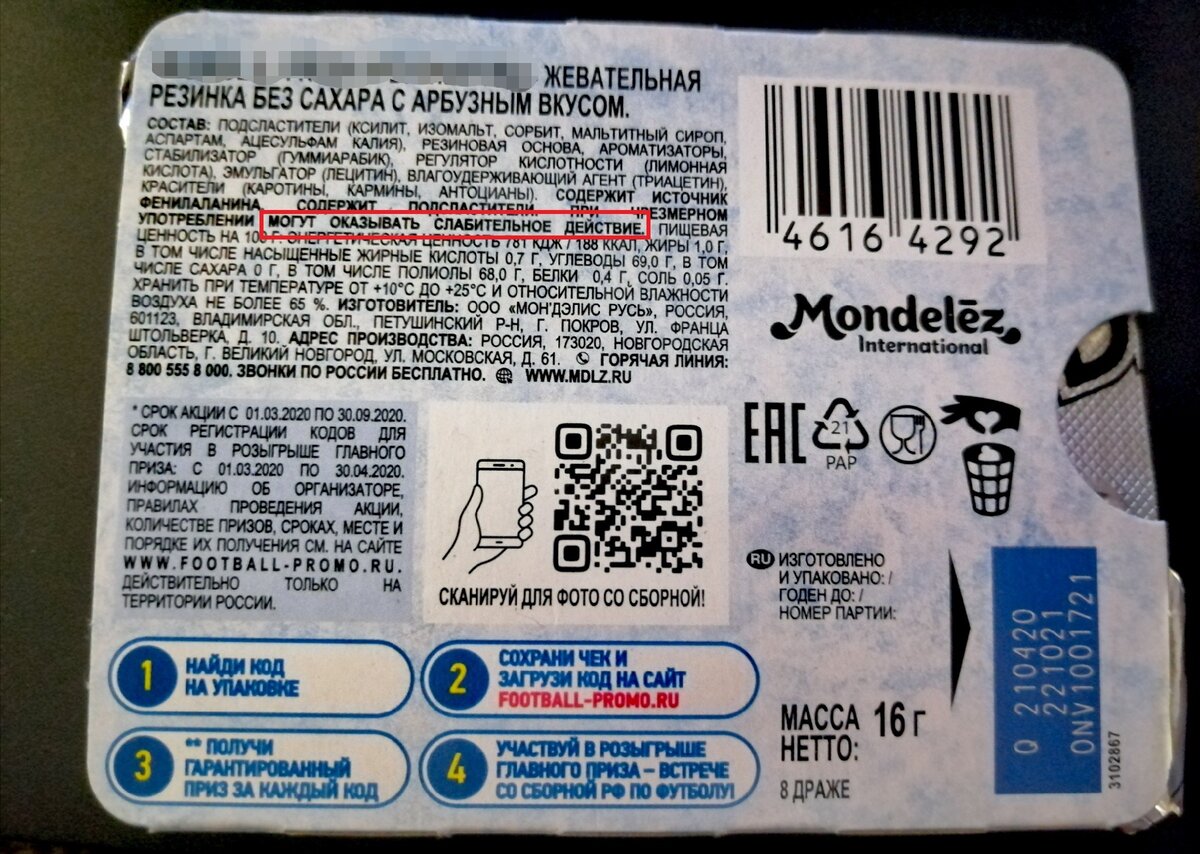 ЖЕВАТЕЛЬНАЯ
РЕЗИНКА БЕЗ САХАРА С АРБУЗНЫМ ВКУСОМ.
СОСТАВ: ПОДСЛАСТИТЕЛИ (КСИЛИТ, ИЗОМАЛЬТ, СОРБИТ, МАЛЬТИТНЫЙ СИРОП,
АСПАРТАМ, АЦЕСУЛЬФАМ КАЛИЯ), РЕЗИНОВАЯ ОСНОВА, АРОМАТИЗАТОРЫ,
СТАБИЛИЗАТОР (ГУММИАРАБИК), РЕГУЛЯТОР КИСЛОТНОСТИ (ЛИМОННАЯ
КИСЛОТА), ЭМУЛЬГАТОР (ЛЕЦИТИН), ВЛАГОУДЕРЖИВАЮЩИЙ АГЕНТ (ТРИАЦЕТИН),
КРАСИТЕЛИ (КАРОТИНЫ, КАРМИНЫ, АНТОЦИАНЫ). СОДЕРЖИТ ИСТОЧНИК
ФЕНИЛАЛАНИНА. СОДЕРЖИТ ПОДСЛАСТИТЕЛИ. ПРИ ЧРЕЗМЕРНОМ
УПОТРЕБЛЕНИИ МОГУТ ОКАЗЫВАТЬ СЛАБИТЕЛЬНОЕ ДЕЙСТВИЕ. ПИЩЕВАЯ
ЦЕННОСТЬ НА 100 Г: ЭНЕРГЕТИЧЕСКАЯ ЦЕННОСТЬ 781 КДЖ / 188 ККАЛ, ЖИРЫ 1,0 Г,
В ТОМ ЧИСЛЕ НАСЫЩЕННЫЕ ЖИРНЫЕ КИСЛОТЫ 0,7 Г, УГЛЕВОДЫ 69,0 Г, В ТОМ
ЧИСЛЕ САХАРА 0 Г, В ТОМ ЧИСЛЕ ПОЛИОЛЫ 68,0 Г, БЕЛКИ 0,4 Г, СОЛЬ 0,05 Г.
ХРАНИТЬ ПРИ ТЕМПЕРАТУРЕ ОТ +10°С ДО +25°С И ОТНОСИТЕЛЬНОЙ ВЛАЖНОСТИ
ВОЗДУХА НЕ БОЛЕЕ 65 %. ИЗГОТОВИТЕЛЬ: ООО «МОН'ДЭЛИС РУСЬ», РОССИЯ,
601123, ВЛАДИМИРСКАЯ ОБЛ., ПЕТУШИНСКИЙ Р-Н, Г. ПОКРОВ, УЛ. ФРАНЦА
ШТОЛЬВЕРКА, Д. 10. АДРЕС ПРОИЗВОДСТВА: РОССИЯ, 173020, НОВГОРОДСКАЯ
ОБЛАСТЬ, Г. ВЕЛИКИЙ НОВГОРОД, УЛ. МОСКОВСКАЯ, Д. 61. ГОРЯЧАЯ ЛИНИЯ:
8 800 555 8 000. ЗВОНКИ ПО РОССИИ БЕСПЛАТНО. WWW.MDLZ.RU
4616 4292
Mondelēz
International
* СРОК АКЦИИ С 01.03.2020 ПО 30.09.2020.
СРОК РЕГИСТРАЦИИ КОДОВ ДЛЯ
УЧАСТИЯ В РОЗЫГРЫШЕ ГЛАВНОГО
ПРИЗА: С 01.03.2020 ПО 30.04.2020.
ИНФОРМАЦИЮ ОБ ОРГАНИЗАТОРЕ,
ПРАВИЛАХ ПРОВЕДЕНИЯ АКЦИИ,
КОЛИЧЕСТВЕ ПРИЗОВ, СРОКАХ, МЕСТЕ И
ПОРЯДКЕ ИХ ПОЛУЧЕНИЯ СМ. НА САЙТЕ
WWW.FOOTBALL-PROMO.RU.
ДЕЙСТВИТЕЛЬНО ТОЛЬКО НА
ТЕРРИТОРИИ РОССИИ.
СКАНИРУЙ ДЛЯ ФОТО СО СБОРНОЙ!
EAC
21
PAP
RU ИЗГОТОВЛЕНО
И УПАКОВАНО: /
ГОДЕН ДО: /
НОМЕР ПАРТИИ:
0 210420
221021
ONV1001721
3102867
1 НАЙДИ КОД
НА УПАКОВКЕ
2 СОХРАНИ ЧЕК И
ЗАГРУЗИ КОД НА САЙТ
FOOTBALL-PROMO.RU
3 ** ПОЛУЧИ
ГАРАНТИРОВАННЫЙ
ПРИЗ ЗА КАЖДЫЙ КОД
4 УЧАСТВУЙ В РОЗЫГРЫШЕ
ГЛАВНОГО ПРИЗА – ВСТРЕЧЕ
СО СБОРНОЙ РФ ПО ФУТБОЛУ!
МАССА 16 г
НЕТТО:
8 ДРАЖЕ